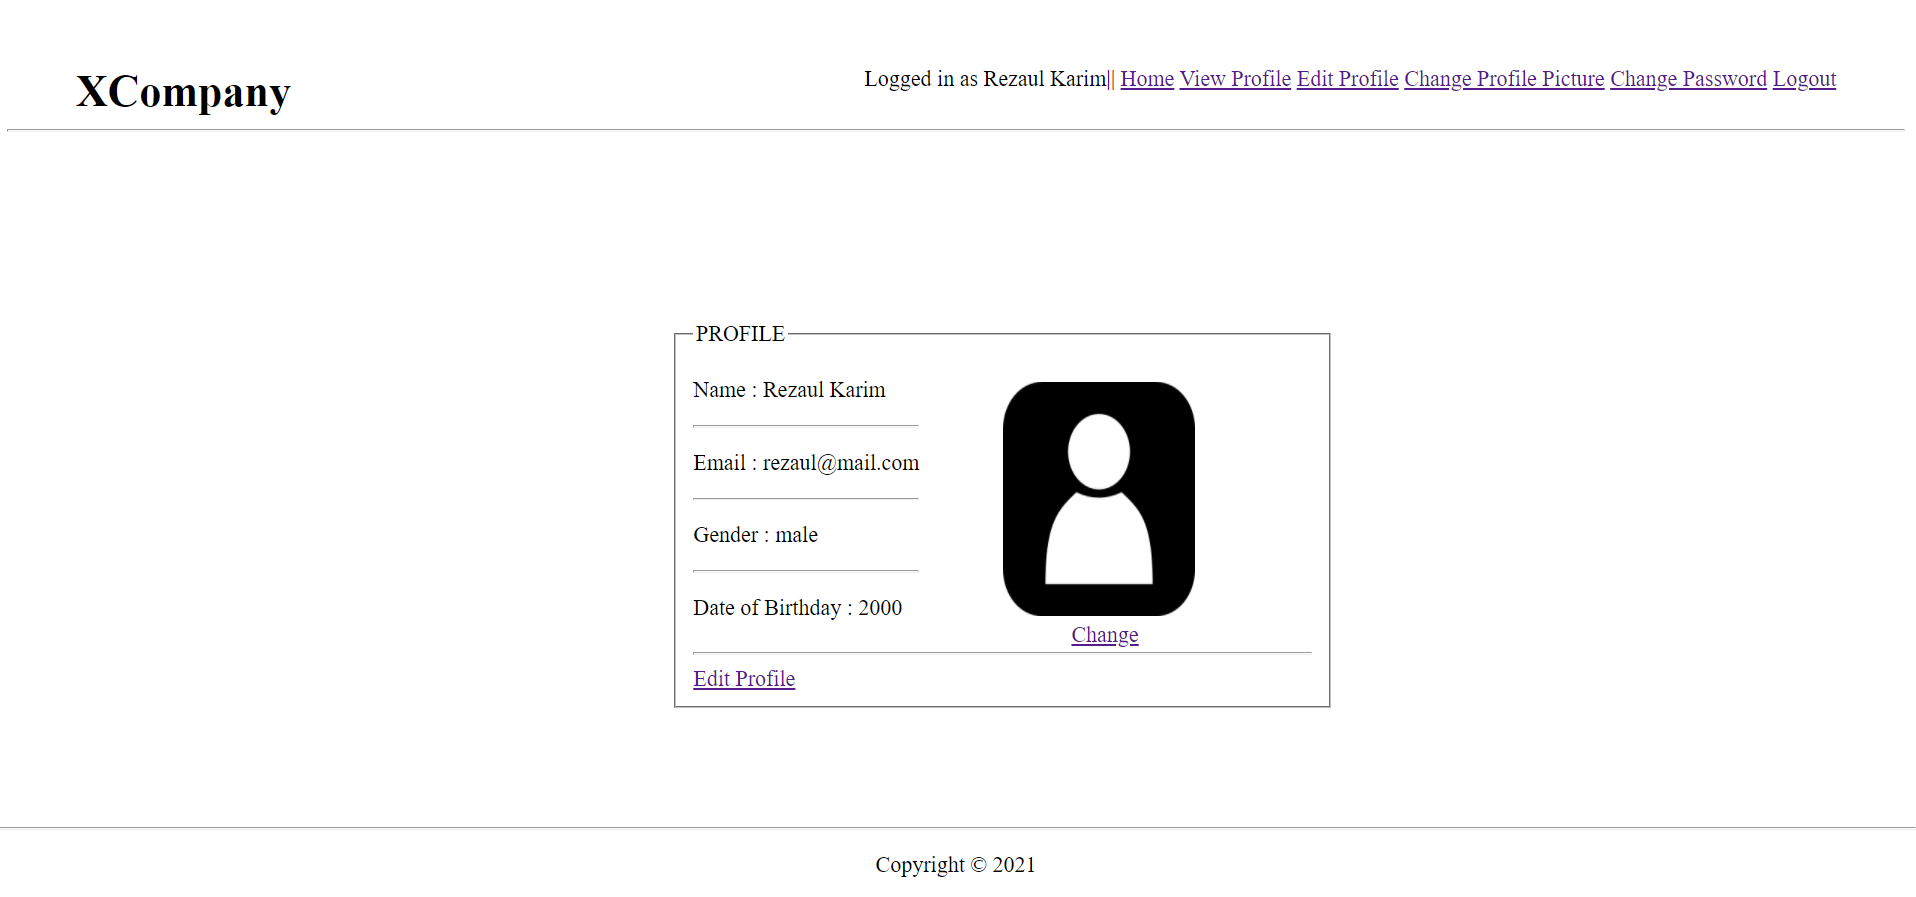 XCompany
Logged in as Rezaul Karim|| Home View Profile Edit Profile Change Profile Picture Change Password Logout
PROFILE
Name : Rezaul Karim
Email : rezaul@mail.com
Gender : male
Date of Birthday : 2000
Change
Edit Profile
Copyright © 2021